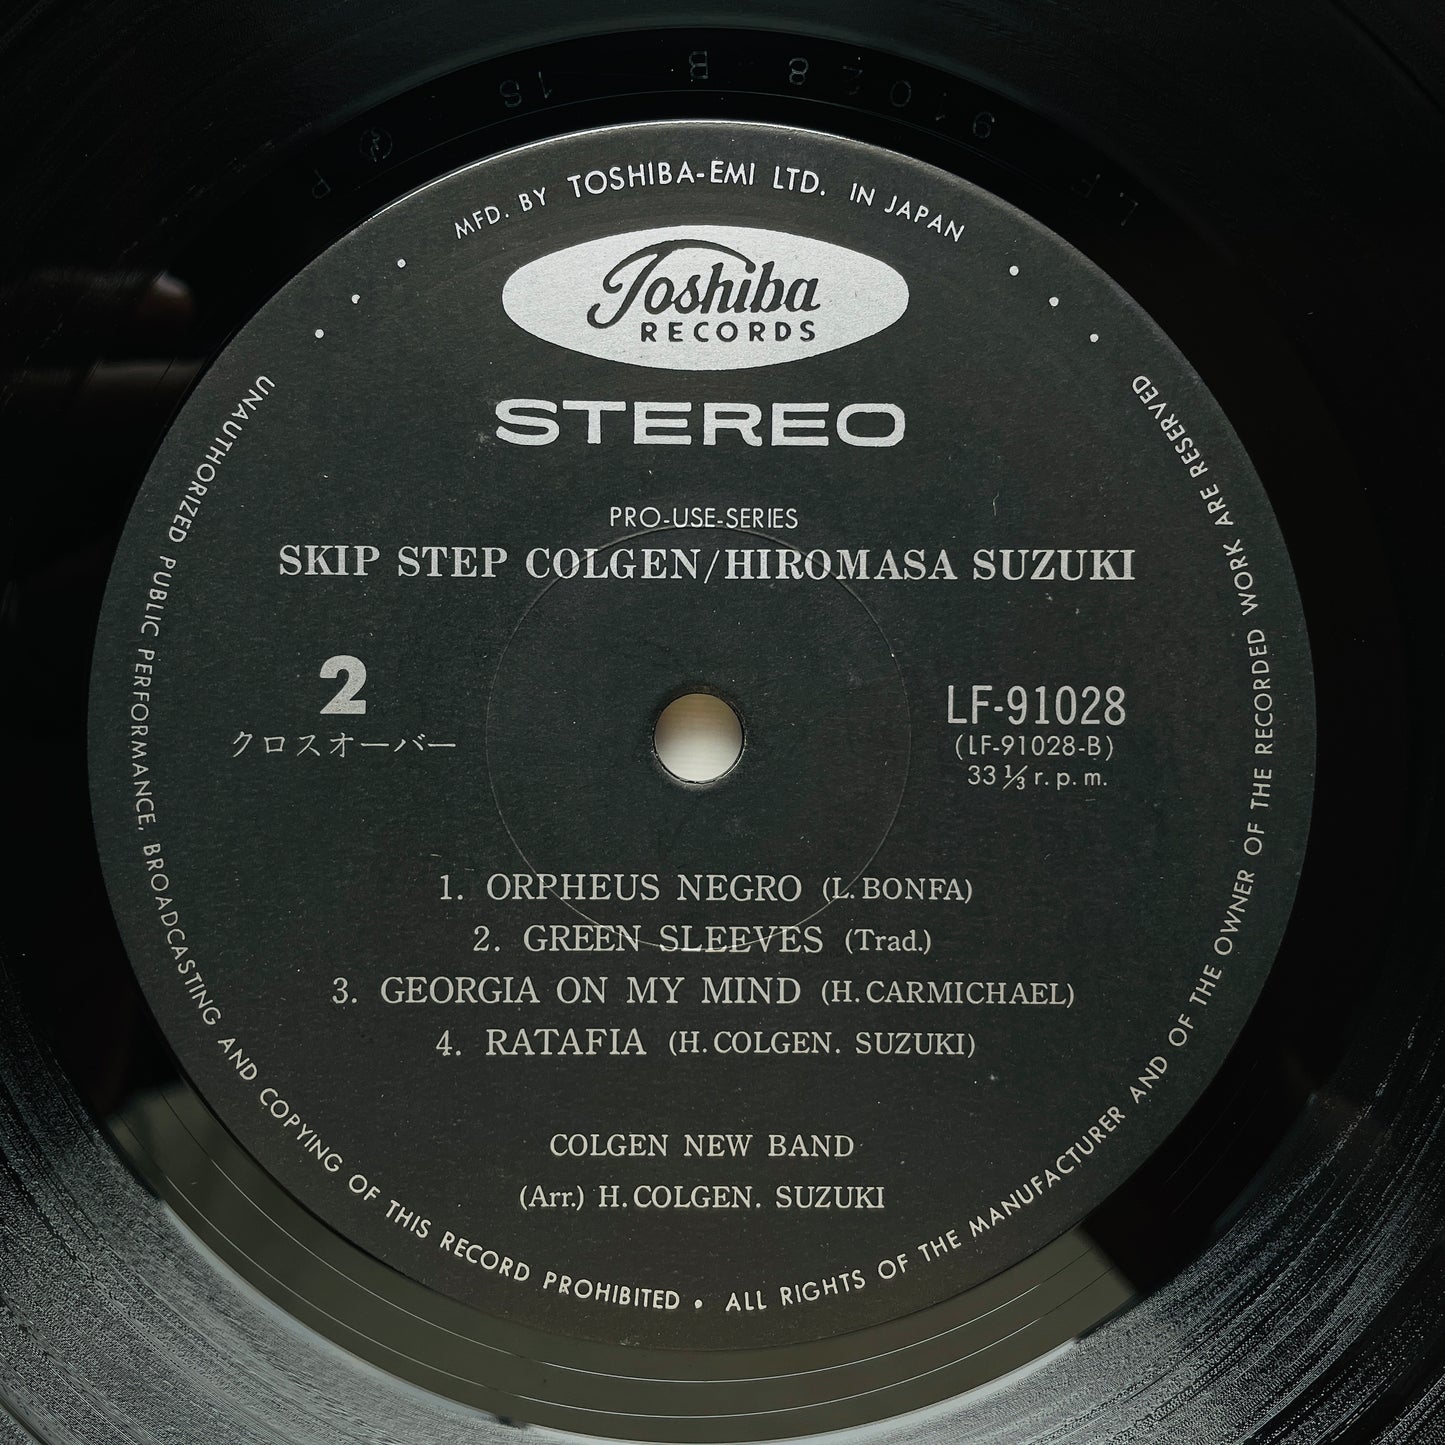 LF 91028 B 1S
P
MFD. BY TOSHIBA-EMI LTD. IN JAPAN
Toshiba
RECORDS
STEREO
PRO-USE-SERIES
SKIP STEP COLGEN/HIROMASA SUZUKI
2
クロスオーバー
LF-91028
(LF-91028-B)
33 1/3 r.p.m.
1. ORPHEUS NEGRO (L. BONFA)
2. GREEN SLEEVES (Trad.)
3. GEORGIA ON MY MIND (H. CARMICHAEL)
4. RATAFIA (H. COLGEN. SUZUKI)
COLGEN NEW BAND
(Arr.) H. COLGEN. SUZUKI
UNAUTHORIZED PUBLIC PERFORMANCE, BROADCASTING AND COPYING OF THIS RECORD PROHIBITED • ALL RIGHTS OF THE MANUFACTURER AND OF THE OWNER OF THE RECORDED WORK ARE RESERVED